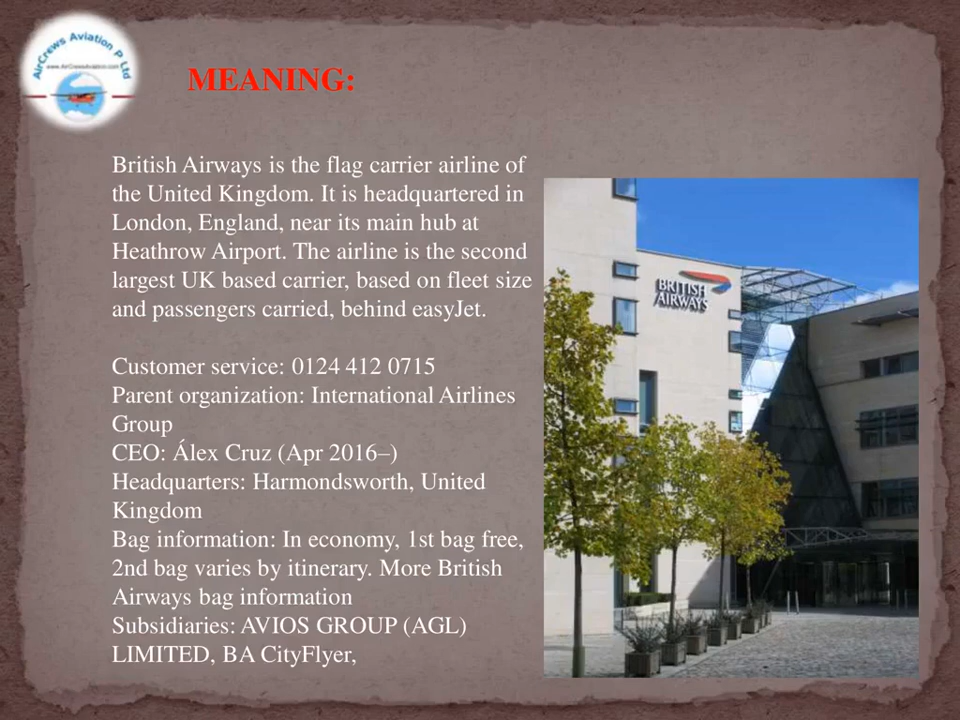 AirCrews Aviation P Ltd
www.AirCrewsAviation.com
MEANING:
British Airways is the flag carrier airline of
the United Kingdom. It is headquartered in
London, England, near its main hub at
Heathrow Airport. The airline is the second
largest UK based carrier, based on fleet size
and passengers carried, behind easyJet.
Customer service: 0124 412 0715
Parent organization: International Airlines
Group
CEO: Álex Cruz (Apr 2016–)
Headquarters: Harmondsworth, United
Kingdom
Bag information: In economy, 1st bag free,
2nd bag varies by itinerary. More British
Airways bag information
Subsidiaries: AVIOS GROUP (AGL)
LIMITED, BA CityFlyer,
BRITISH
AIRWAYS